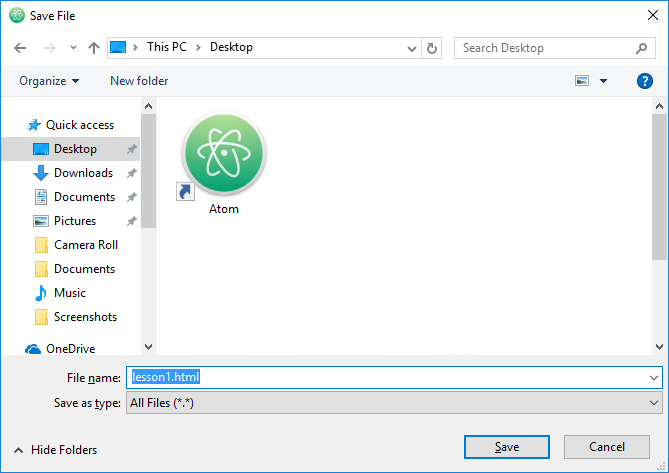 Save File
This PC > Desktop
Search Desktop
Organize
New folder
?
Quick access
Desktop
Downloads
Documents
Pictures
Camera Roll
Documents
Music
Screenshots
OneDrive
Atom
File name: lesson1.html
Save as type: All Files (*.*)
Hide Folders
Save
Cancel